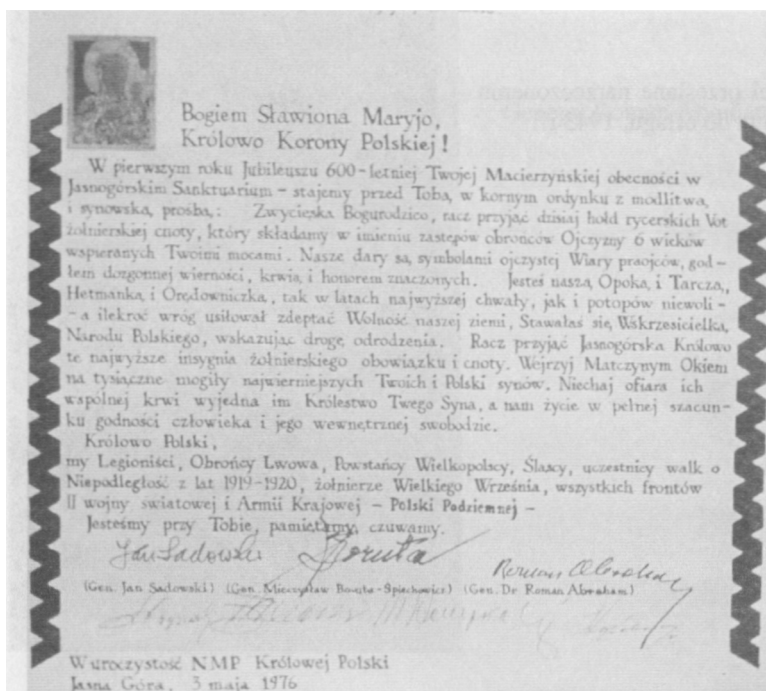 Bogiem Sławiona Maryjo,
Królowo Korony Polskiej!
W pierwszym roku Jubileuszu 600-letniej Twojej Macierzyńskiej obecności w
Jasnogórskim Sanktuarium - stajemy przed Tobą, w kornym ordynku z modlitwą,
i synowską, prośbą,: Zwycięska Bogurodzico, racz przyjąć dzisiaj hołd rycerskich Vot
żołnierskiej cnoty, który składamy w imieniu zastępów obrońców Ojczyzny 6 wieków
wspieranych Twoimi mocami. Nasze dary są, symbolami ojczystej Wiary praojców, god-
łem dozgonnej wierności, krwią, i honorem znaczonych. Jesteś naszą, Opoką, i Tarczą,
Hetmanką, i Orędowniczką, tak w latach najwyższej chwały, jak i potopów niewoli -
- a ilekroć wróg usiłował zdeptać Wolność naszej ziemi, Stawałaś się, Wskrzesicielką,
Narodu Polskiego, wskazując drogę odrodzenia. Racz przyjąć Jasnogórska Królowo
te najwyższe insygnia żołnierskiego obowiązku i cnoty. Wejrzyj Matczynym Okiem
na tysiączne mogiły najwierniejszych Twoich i Polski synów. Niechaj ofiara ich
wspólnej krwi wyjedna im Królestwo Twego Syna, a nam życie w pełnej szacun-
ku godności człowieka i jego wewnętrznej swobodzie.
Królowo Polski,
my Legioniści, Obrońcy Lwowa, Powstańcy Wielkopolscy, Śląscy, uczestnicy walk o
Niepodległość z lat 1919-1920, żołnierze Wielkiego Września, wszystkich frontów
II wojny światowej i Armii Krajowej - Polski Podziemnej -
Jesteśmy przy Tobie, pamiętamy, czuwamy.
Jan Sadowski Boruta Roman Abraham
(Gen. Jan Sadowski) (Gen. Mieczysław Boruta-Spiechowicz) (Gen. Dr. Roman Abraham)
W uroczystość NMP Królowej Polski
Jasna Góra, 3 maja 1976